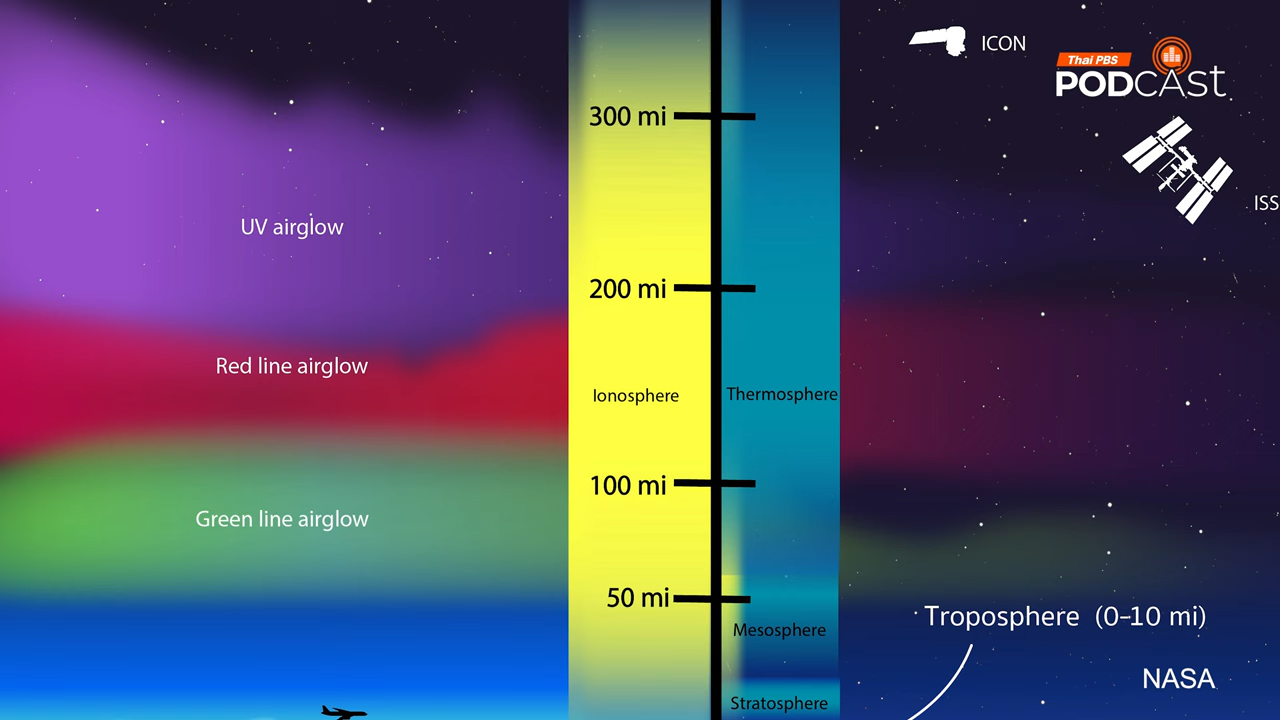 ICON
Thai PBS
PODCAST
300 mi
ISS
UV airglow
200 mi
Red line airglow
Ionosphere
Thermosphere
100 mi
Green line airglow
50 mi
Troposphere (0-10 mi)
Mesosphere
NASA
Stratosphere